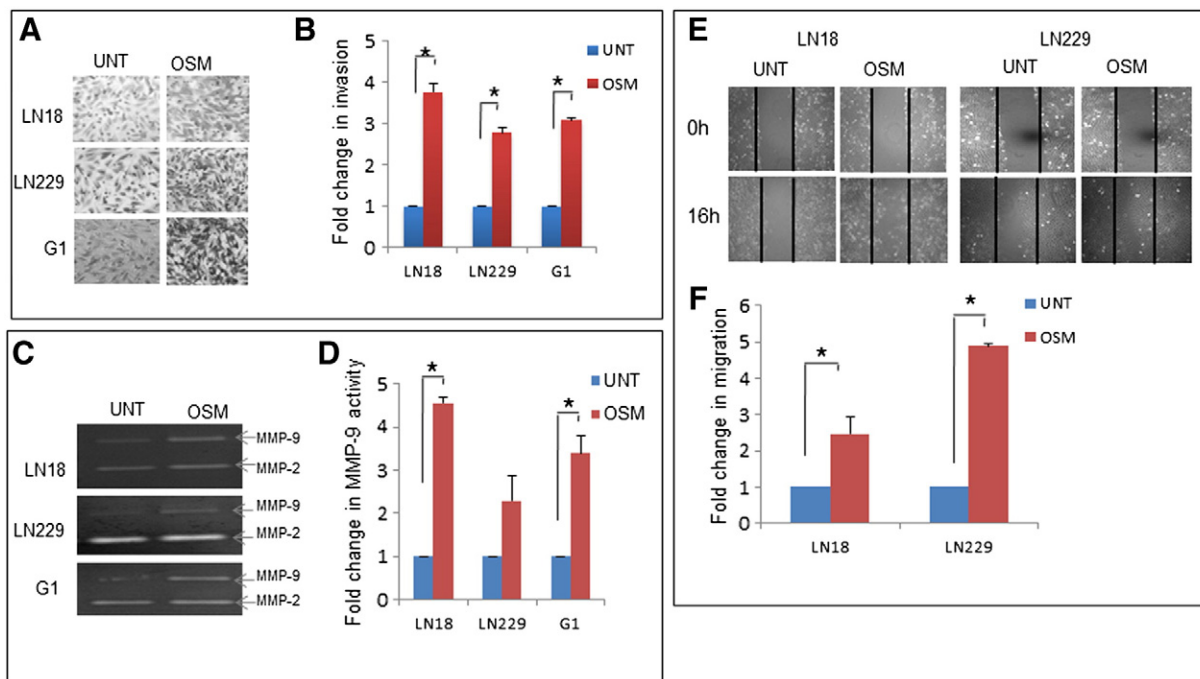 A
UNT OSM
LN18
LN229
G1
B
Fold change in invasion
5
4
3
2
1
0
* * *
UNT
OSM
LN18 LN229 G1
C
UNT OSM
LN18
MMP-9
MMP-2
LN229
MMP-9
MMP-2
G1
MMP-9
MMP-2
D
Fold change in MMP-9 activity
5
4
3
2
1
0
* *
UNT
OSM
LN18 LN229 G1
E
LN18 LN229
UNT OSM UNT OSM
0h
16h
F
Fold change in migration
6
5
4
3
2
1
0
* *
UNT
OSM
LN18 LN229